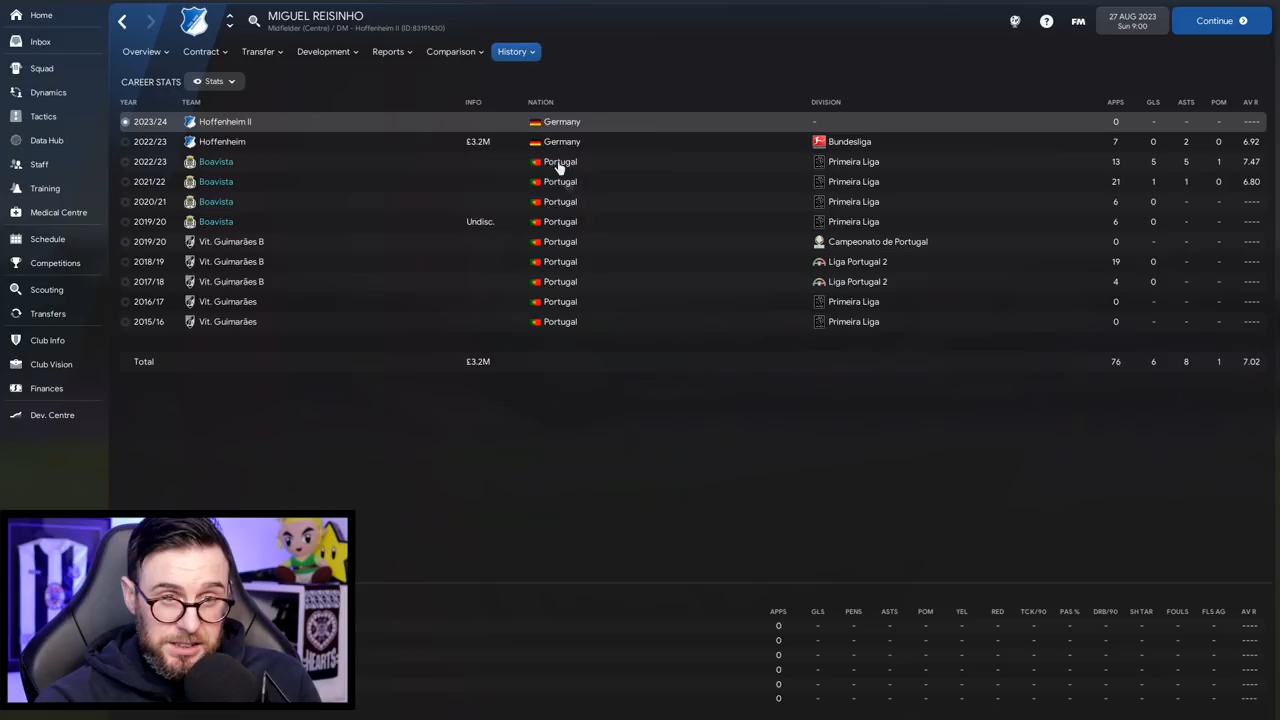 Home
Inbox
Squad
Dynamics
Tactics
Data Hub
Staff
Training
Medical Centre
Schedule
Competitions
Scouting
Transfers
Club Info
Club Vision
Finances
Dev. Centre
MIGUEL REISINHO
Midfielder (Centre) / DM - Hoffenheim II (ID:83191430)
? FM 27 AUG 2023 Sun 9:00 Continue
Overview Contract Transfer Development Reports Comparison History
CAREER STATS Stats
YEAR TEAM INFO NATION DIVISION APPS GLS ASTS POM AV R
2023/24 Hoffenheim II Germany - 0 - - - ----
2022/23 Hoffenheim £3.2M Germany Bundesliga 7 0 2 0 6.92
2022/23 Boavista Portugal Primeira Liga 13 5 5 1 7.47
2021/22 Boavista Portugal Primeira Liga 21 1 1 0 6.80
2020/21 Boavista Portugal Primeira Liga 6 0 - - ----
2019/20 Boavista Undisc. Portugal Primeira Liga 6 0 - - ----
2019/20 Vit. Guimarães B Portugal Campeonato de Portugal 0 - - - ----
2018/19 Vit. Guimarães B Portugal Liga Portugal 2 19 0 - - ----
2017/18 Vit. Guimarães B Portugal Liga Portugal 2 4 0 - - ----
2016/17 Vit. Guimarães Portugal Primeira Liga 0 - - - ----
2015/16 Vit. Guimarães Portugal Primeira Liga 0 - - - ----
Total £3.2M 76 6 8 1 7.02
APPS GLS PENS ASTS POM YEL RED TCK/90 PAS % DRB/90 SH TAR FOULS FLS AG AV R
0 - - - - - - - - - - - - ----
0 - - - - - - - - - - - - ----
0 - - - - - - - - - - - - ----
0 - - - - - - - - - - - - ----
0 - - - - - - - - - - - - ----
0 - - - - - - - - - - - - ----
HEARTS